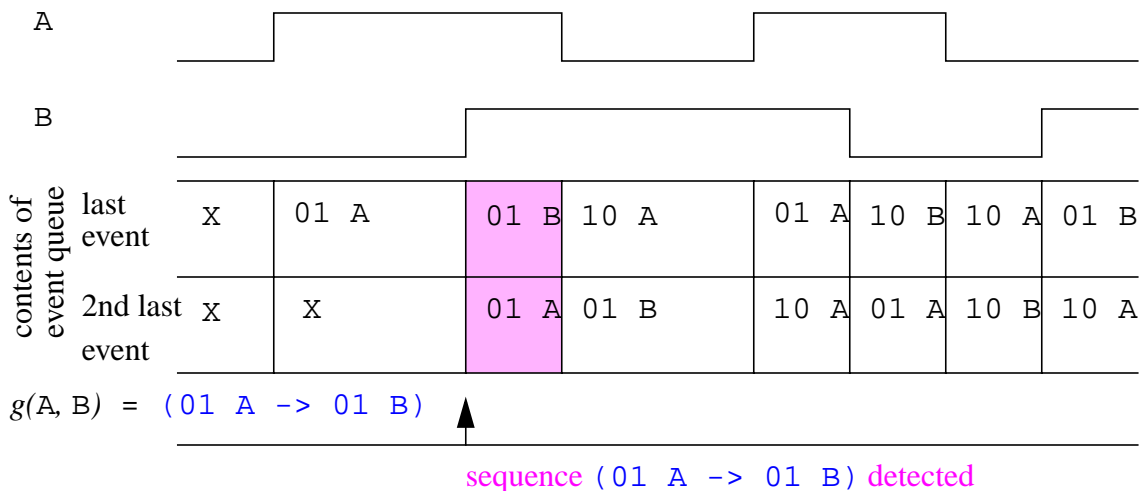 A
B
contents of
event queue
last
event
X
01 A
01 B
10 A
01 A
10 B
10 A
01 B
2nd last
event
X
X
01 A
01 B
10 A
01 A
10 B
10 A
g(A, B) = (01 A -> 01 B)
sequence (01 A -> 01 B) detected